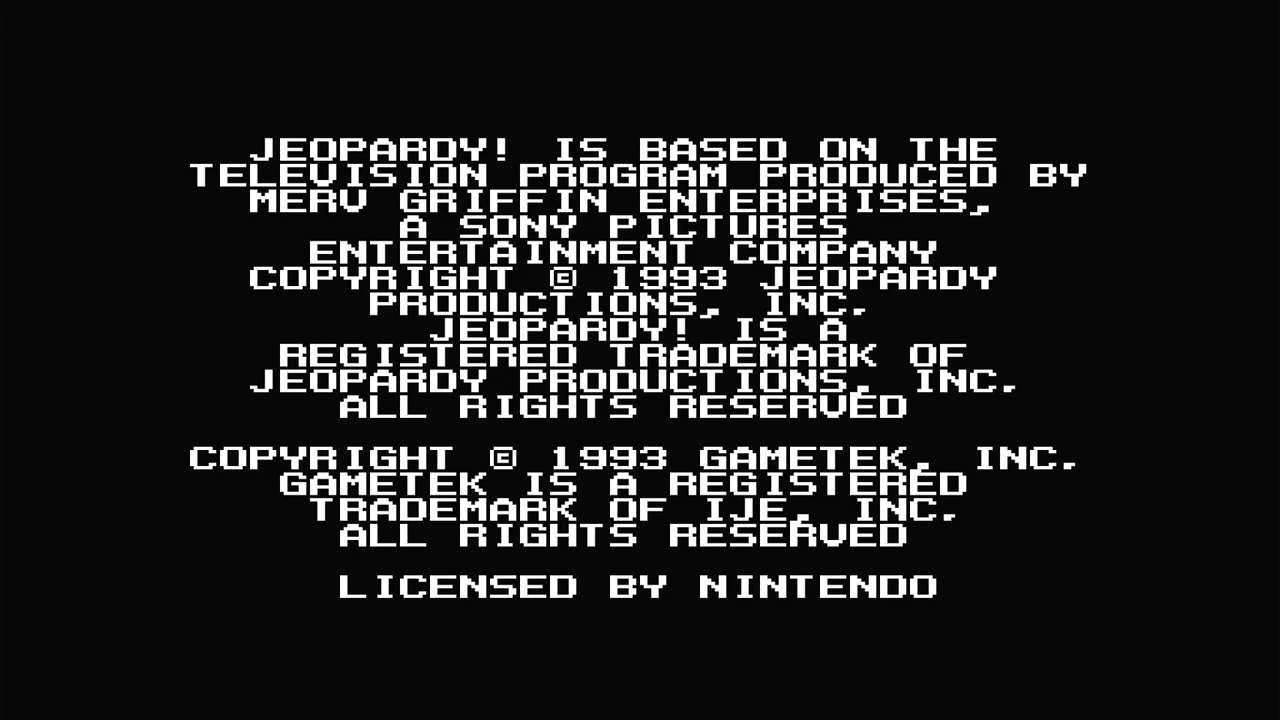 JEOPARDY! IS BASED ON THE
TELEVISION PROGRAM PRODUCED BY
MERV GRIFFIN ENTERPRISES,
A SONY PICTURES
ENTERTAINMENT COMPANY
COPYRIGHT © 1993 JEOPARDY
PRODUCTIONS, INC.
JEOPARDY! IS A
REGISTERED TRADEMARK OF
JEOPARDY PRODUCTIONS, INC.
ALL RIGHTS RESERVED
COPYRIGHT © 1993 GAMETEK, INC.
GAMETEK IS A REGISTERED
TRADEMARK OF IJE, INC.
ALL RIGHTS RESERVED
LICENSED BY NINTENDO